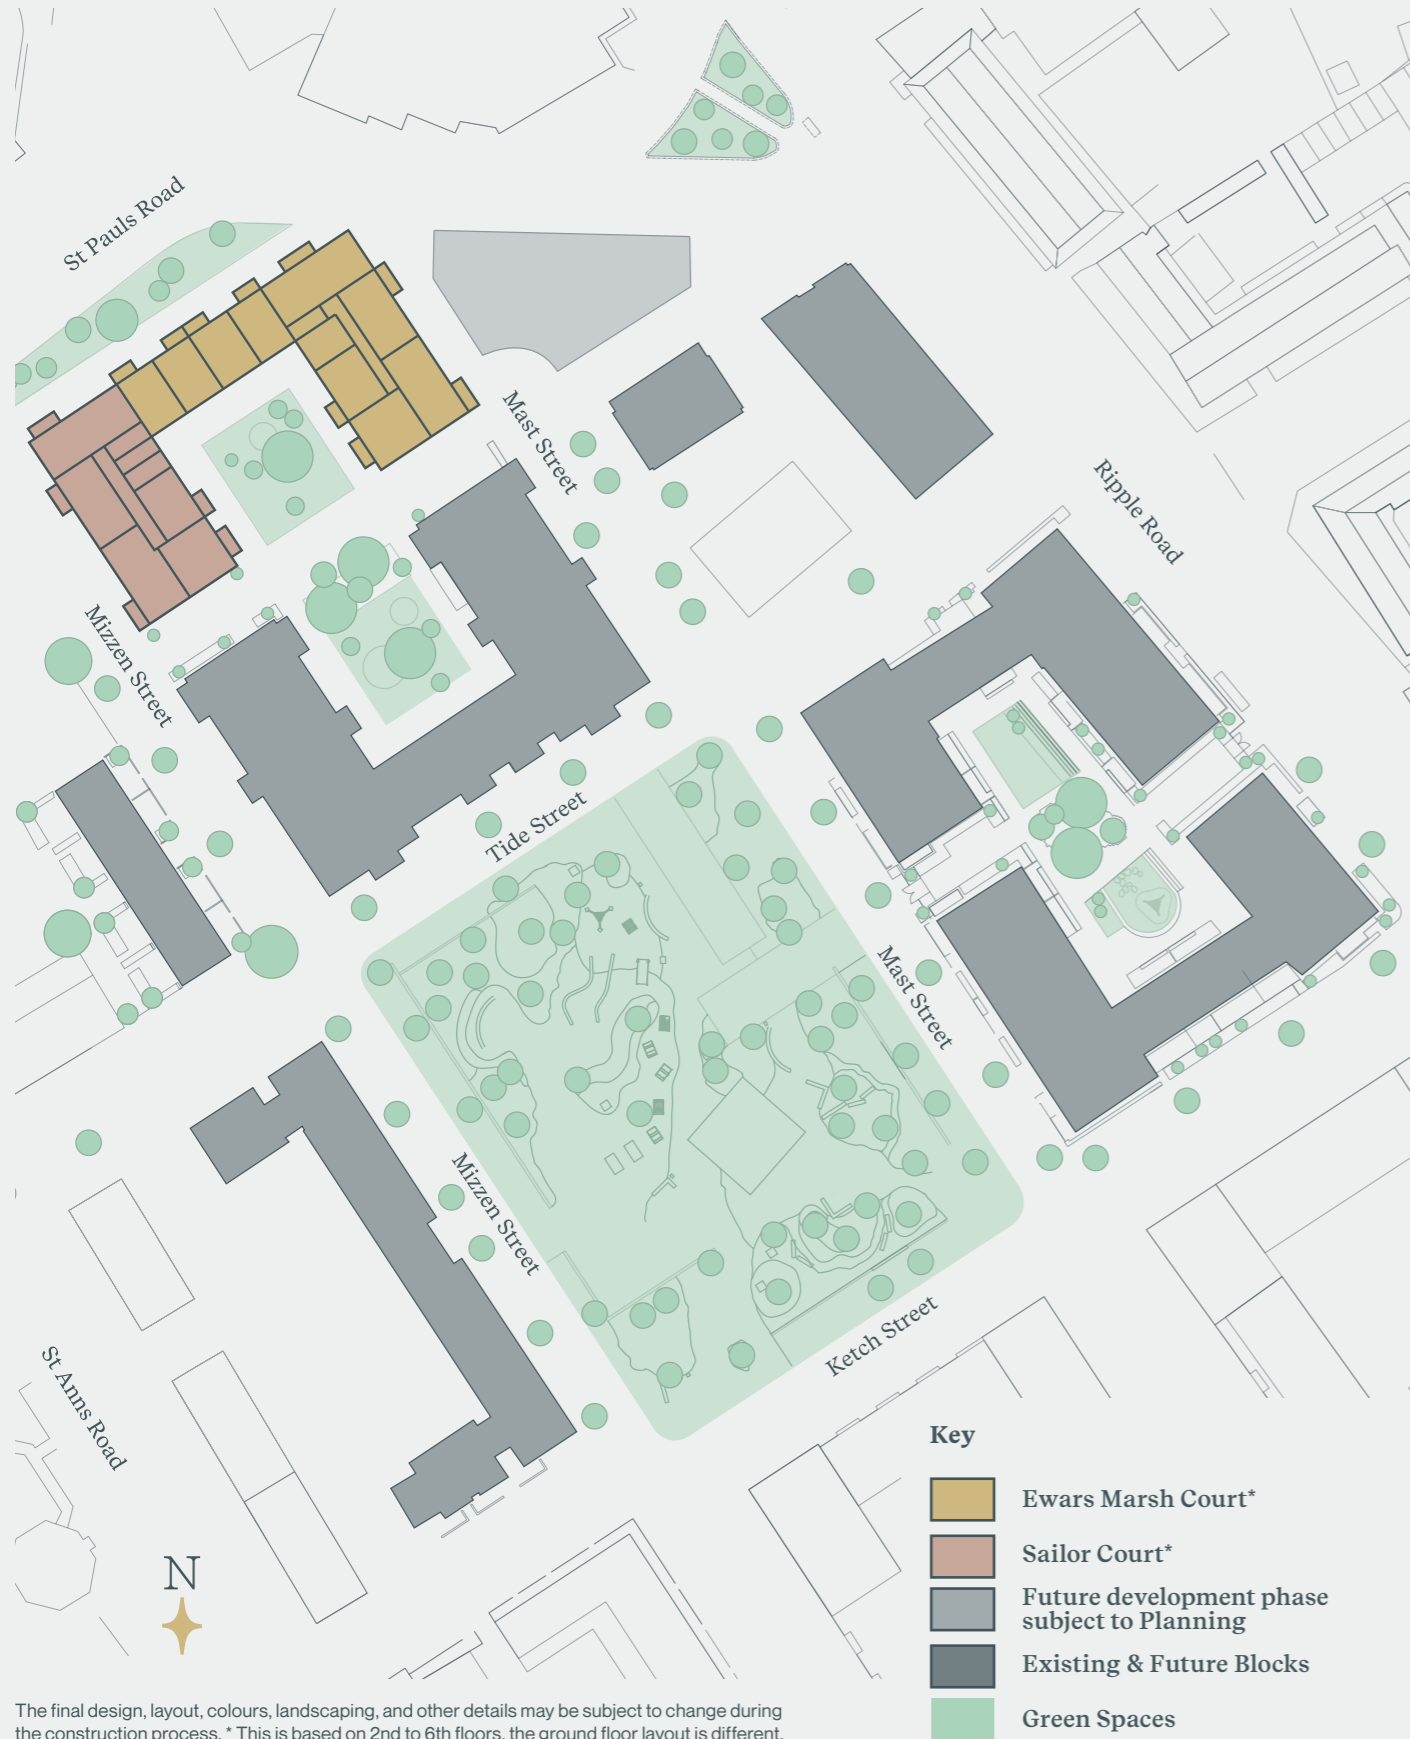 St Pauls Road
Mast Street
Ripple Road
Mizzen Street
Tide Street
Mast Street
Mizzen Street
Ketch Street
St Anns Road
N
Key
Ewars Marsh Court*
Sailor Court*
Future development phase
subject to Planning
Existing & Future Blocks
Green Spaces
The final design, layout, colours, landscaping, and other details may be subject to change during
the construction process. * This is based on 2nd to 6th floors, the ground floor layout is different.